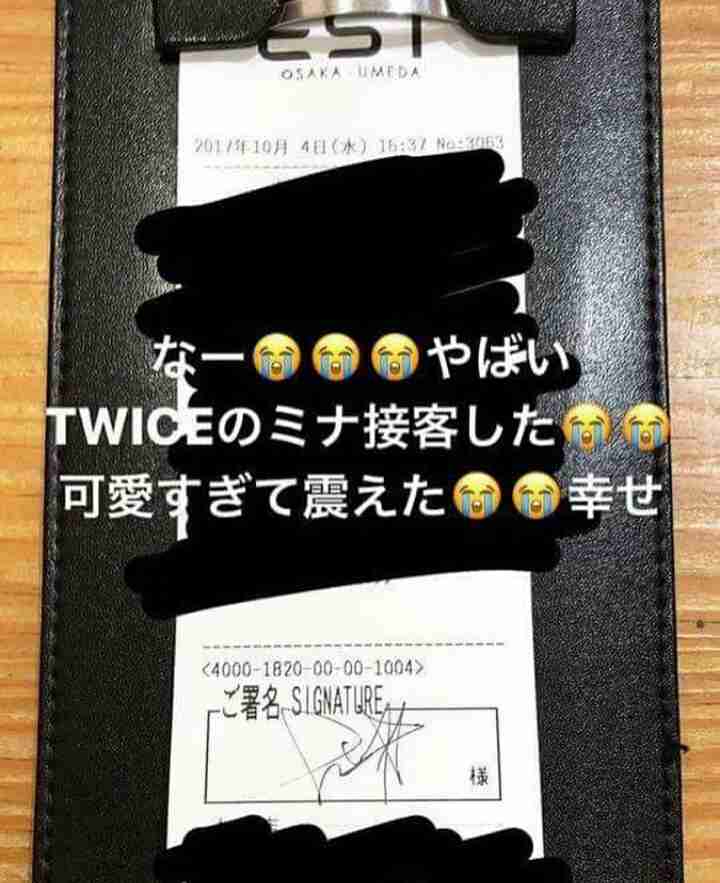 EST
OSAKA・UMEDA
2017年10月 4日(水) 16:37 No:3063
なー😭😭😭やばい
TWICEのミナ接客した😭😭
可愛すぎて震えた😭😭幸せ
<4000-1820-00-00-1004>
ご署名 SIGNATURE
様